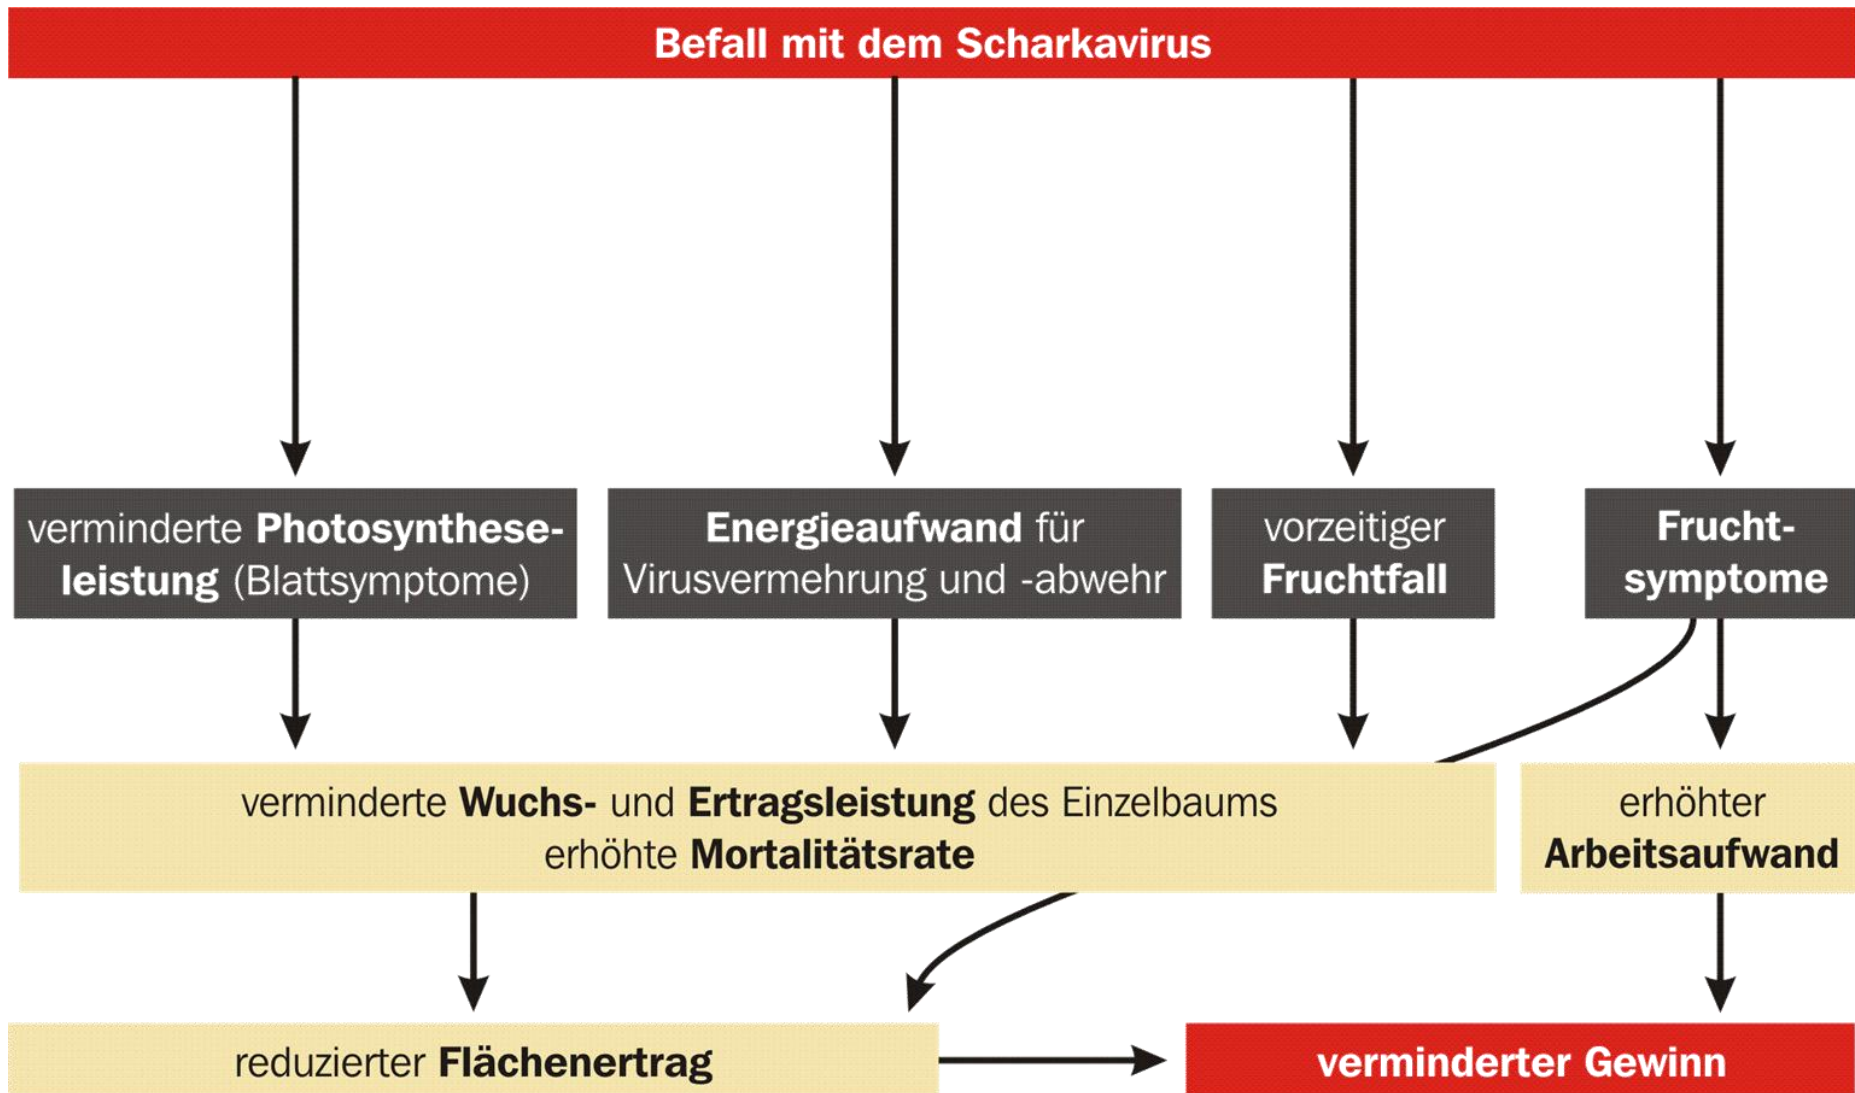 Befall mit dem Scharkavirus
verminderte Photosynthese-
leistung (Blattsymptome)
Energieaufwand für
Virusvermehrung und -abwehr
vorzeitiger
Fruchtfall
Frucht-
symptome
verminderte Wuchs- und Ertragsleistung des Einzelbaums
erhöhte Mortalitätsrate
erhöhter
Arbeitsaufwand
reduzierter Flächenertrag
verminderter Gewinn